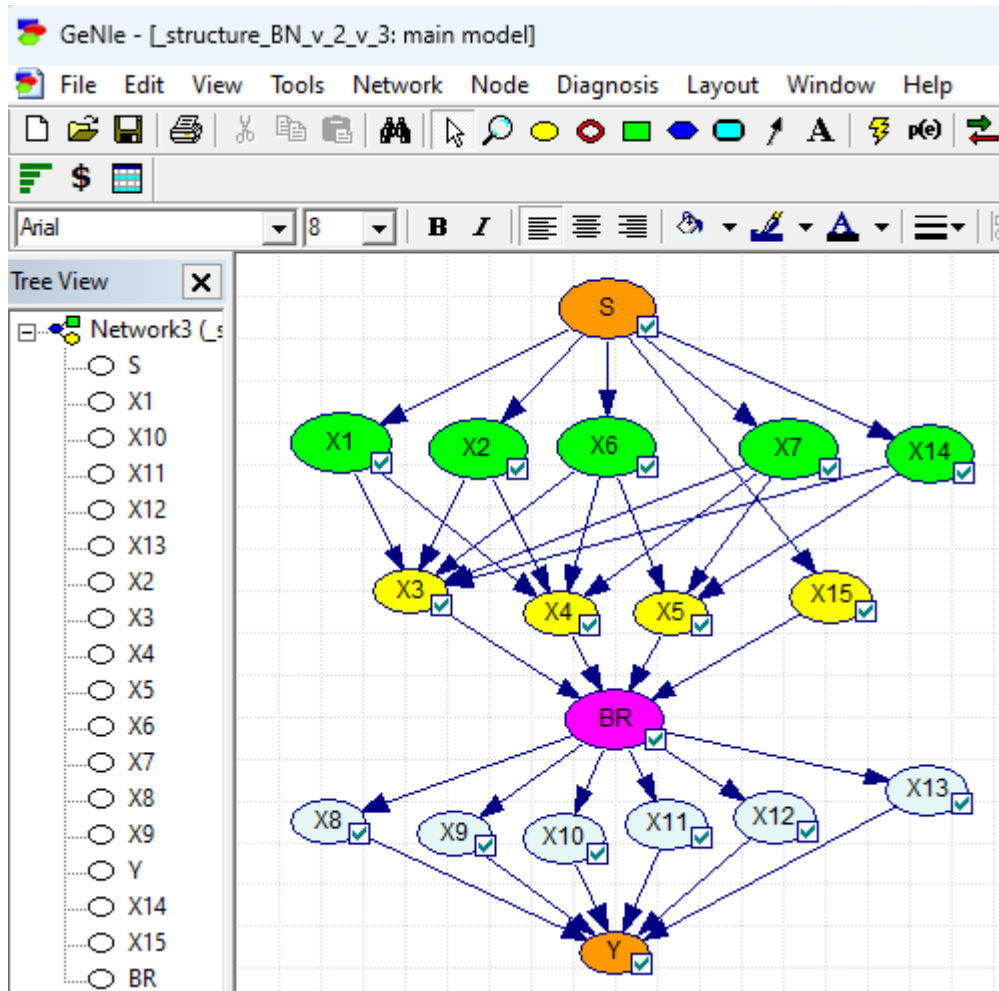 GeNIe - [_structure_BN_v_2_v_3: main model]
File Edit View Tools Network Node Diagnosis Layout Window Help
A p(e)
$
Arial 8 B I A
Tree View
Network3 (_s
S
X1
X10
X11
X12
X13
X2
X3
X4
X5
X6
X7
X8
X9
Y
X14
X15
BR
S
X1 X2 X6 X7 X14
X3 X4 X5 X15
BR
X8 X9 X10 X11 X12 X13
Y